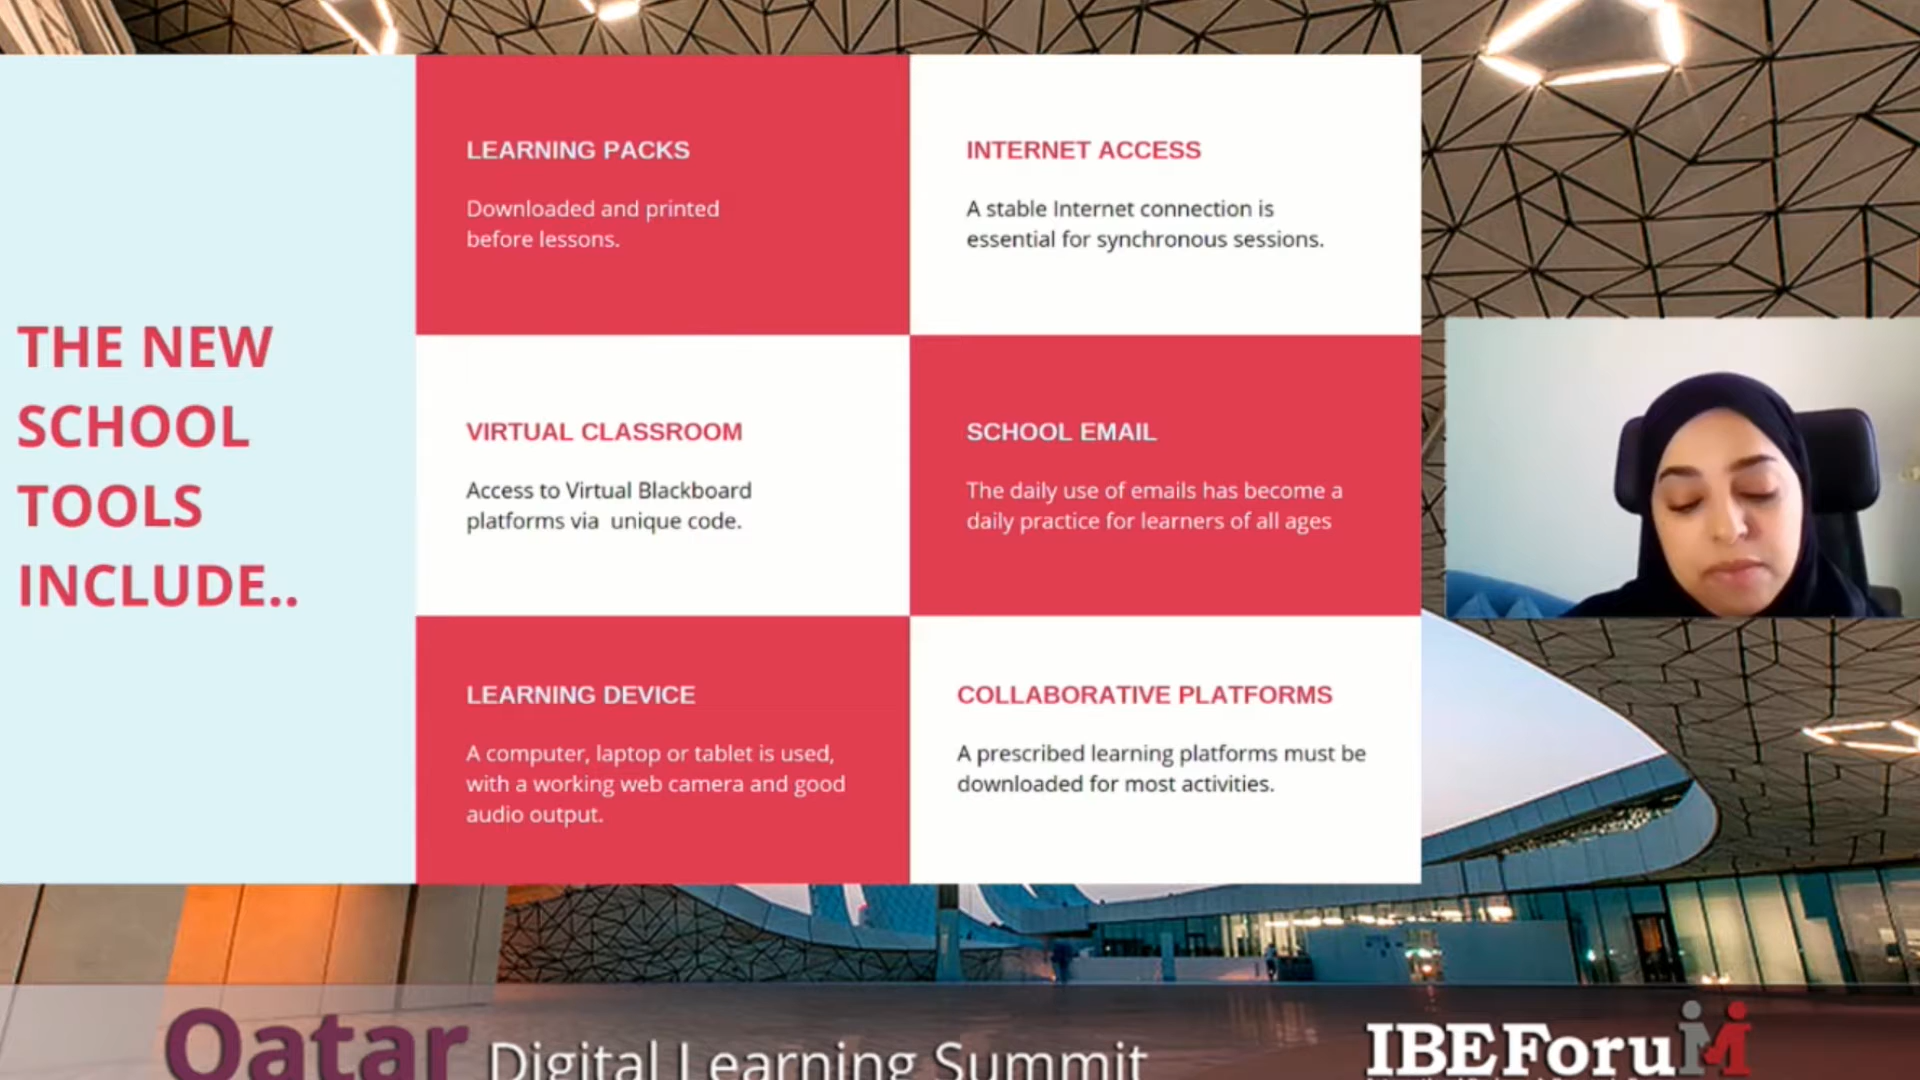 THE NEW
SCHOOL
TOOLS
INCLUDE..
LEARNING PACKS
Downloaded and printed
before lessons.
INTERNET ACCESS
A stable Internet connection is
essential for synchronous sessions.
VIRTUAL CLASSROOM
Access to Virtual Blackboard
platforms via unique code.
SCHOOL EMAIL
The daily use of emails has become a
daily practice for learners of all ages
LEARNING DEVICE
A computer, laptop or tablet is used,
with a working web camera and good
audio output.
COLLABORATIVE PLATFORMS
A prescribed learning platforms must be
downloaded for most activities.
Qatar Digital Learning Summit
IBEForuM